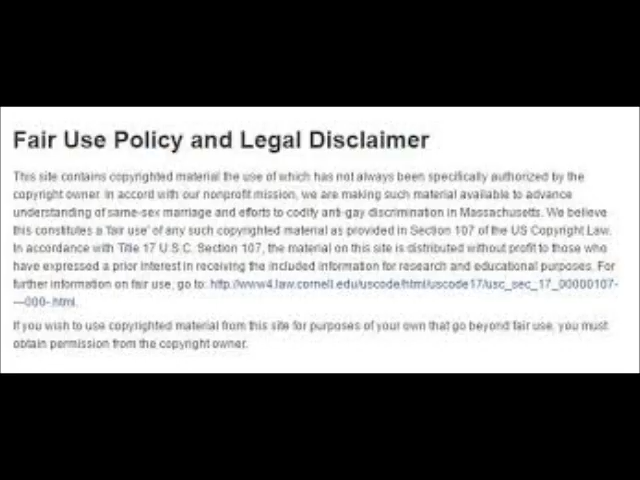 Fair Use Policy and Legal Disclaimer
This site contains copyrighted material the use of which has not always been specifically authorized by the
copyright owner. In accord with our nonprofit mission, we are making such material available to advance
understanding of same-sex marriage and efforts to codify anti-gay discrimination in Massachusetts. We believe
this constitutes a 'fair use' of any such copyrighted material as provided in Section 107 of the US Copyright Law.
In accordance with Title 17 U.S.C. Section 107, the material on this site is distributed without profit to those who
have expressed a prior interest in receiving the included information for research and educational purposes. For
further information on fair use, go to: http://www4.law.cornell.edu/uscode/html/uscode17/usc_sec_17_00000107-
---000-.html.
If you wish to use copyrighted material from this site for purposes of your own that go beyond fair use, you must
obtain permission from the copyright owner.